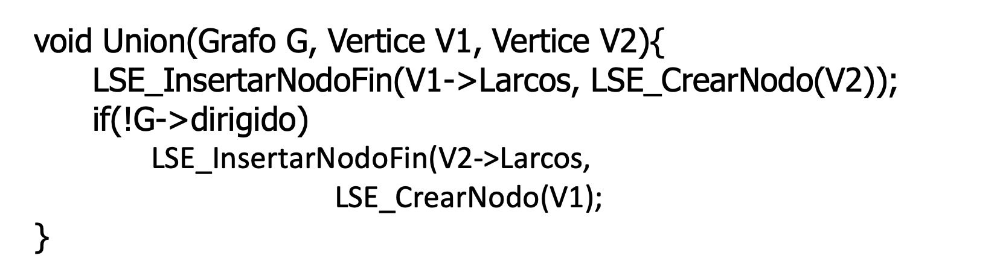 void Union(Grafo G, Vertice V1, Vertice V2){
LSE_InsertarNodoFin(V1->Larcos, LSE_CrearNodo(V2));
if(!G->dirigido)
LSE_InsertarNodoFin(V2->Larcos,
LSE_CrearNodo(V1);
}